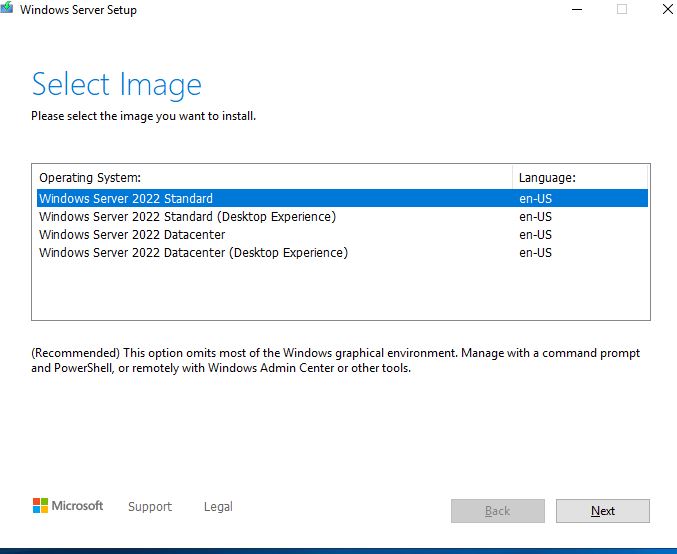 Windows Server Setup
Select Image
Please select the image you want to install.
Operating System: Language:
Windows Server 2022 Standard en-US
Windows Server 2022 Standard (Desktop Experience) en-US
Windows Server 2022 Datacenter en-US
Windows Server 2022 Datacenter (Desktop Experience) en-US
(Recommended) This option omits most of the Windows graphical environment. Manage with a command prompt
and PowerShell, or remotely with Windows Admin Center or other tools.
Microsoft Support Legal Back Next